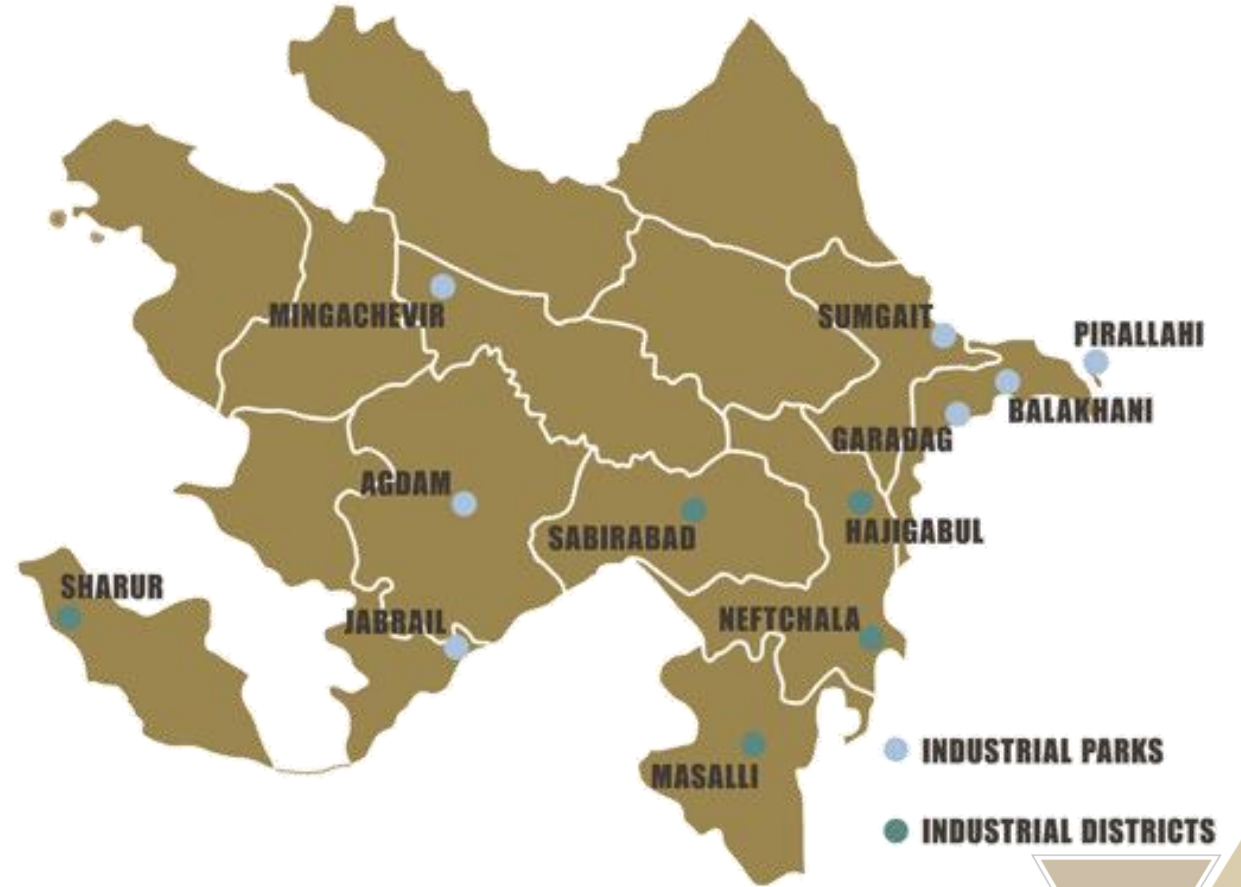 MINGACHEVIR
SUMGAIT
PIRALLAHI
BALAKHANI
GARADAG
AGDAM
SABIRABAD
HAJIGABUL
SHARUR
JABRAIL
NEFTCHALA
MASALLI
INDUSTRIAL PARKS
INDUSTRIAL DISTRICTS